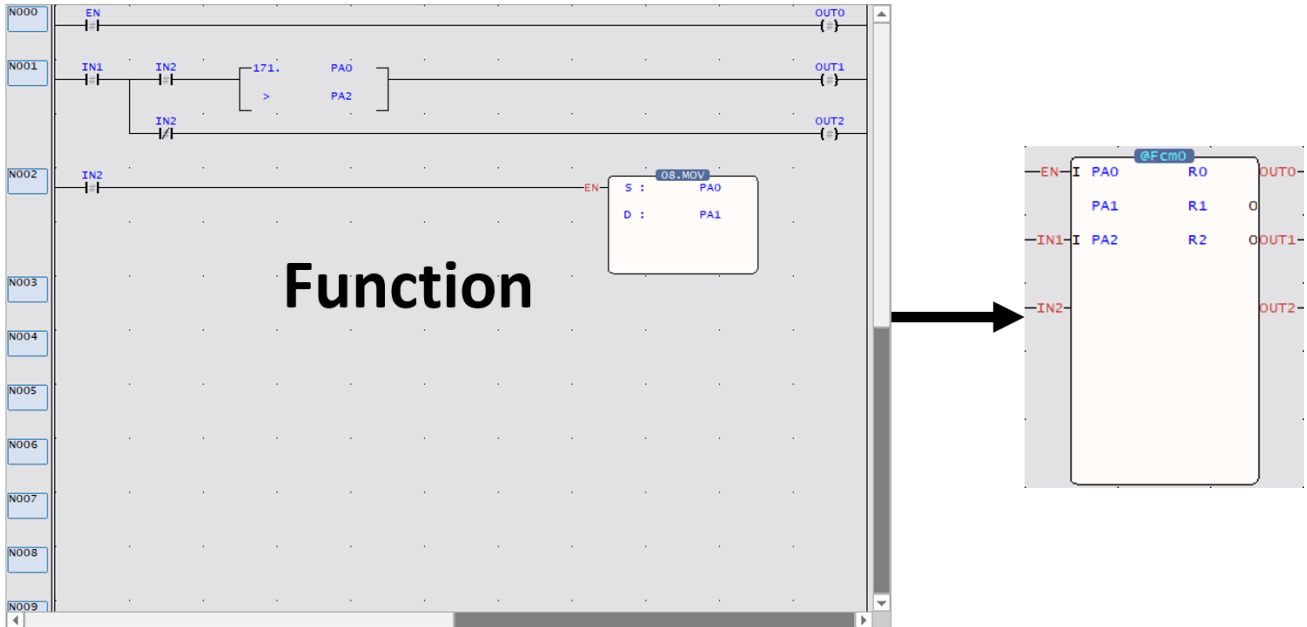 N000 EN OUT0
#  #
N001 IN1 IN2 171. PA0 OUT1
# # > PA2 #
IN2 OUT2
# #
N002 IN2 08.MOV
# EN S : PA0
D : PA1
Function
N003
N004
N005
N006
N007
N008
N009
@Fcm0
EN I PA0 R0 OUT0
PA1 R1 O
IN1 I PA2 R2 O OUT1
IN2 OUT2